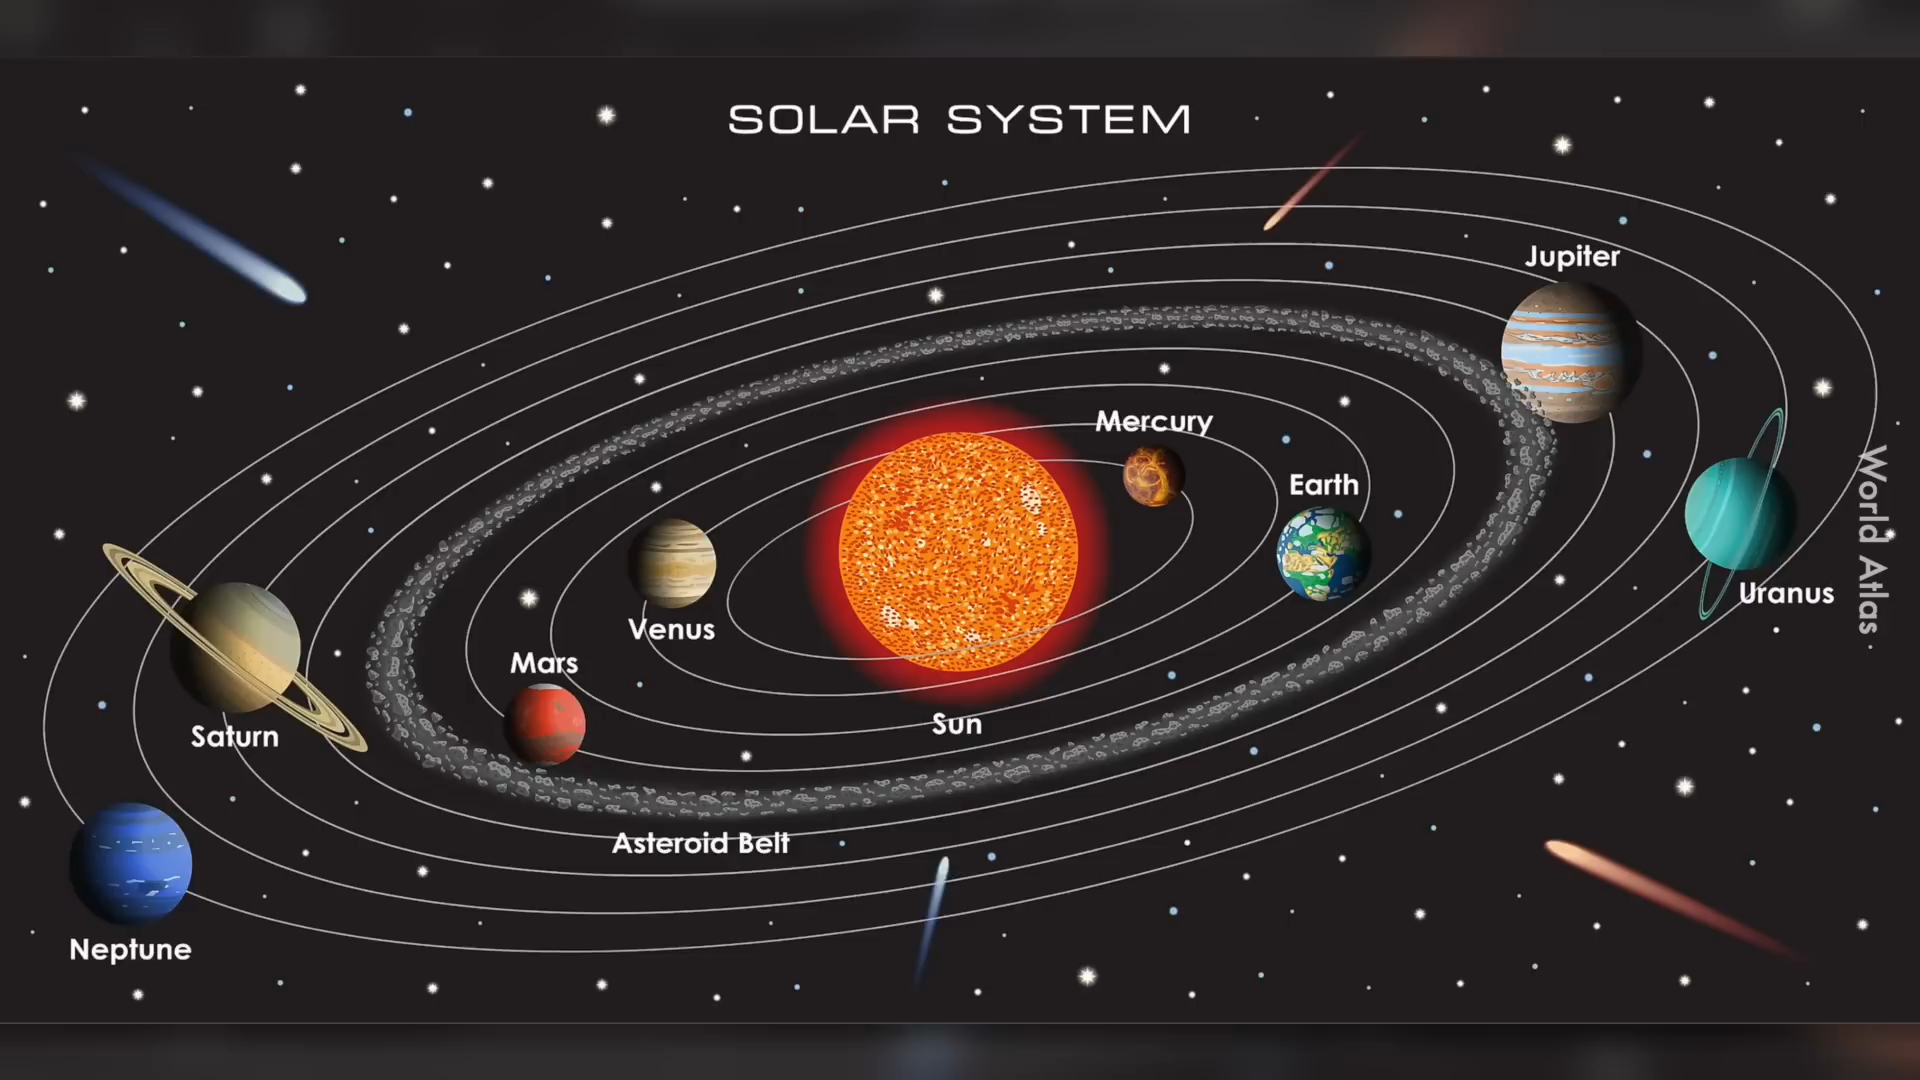 SOLAR SYSTEM
Jupiter
Mercury
Earth
World Atlas
Uranus
Venus
Mars
Sun
Saturn
Asteroid Belt
Neptune